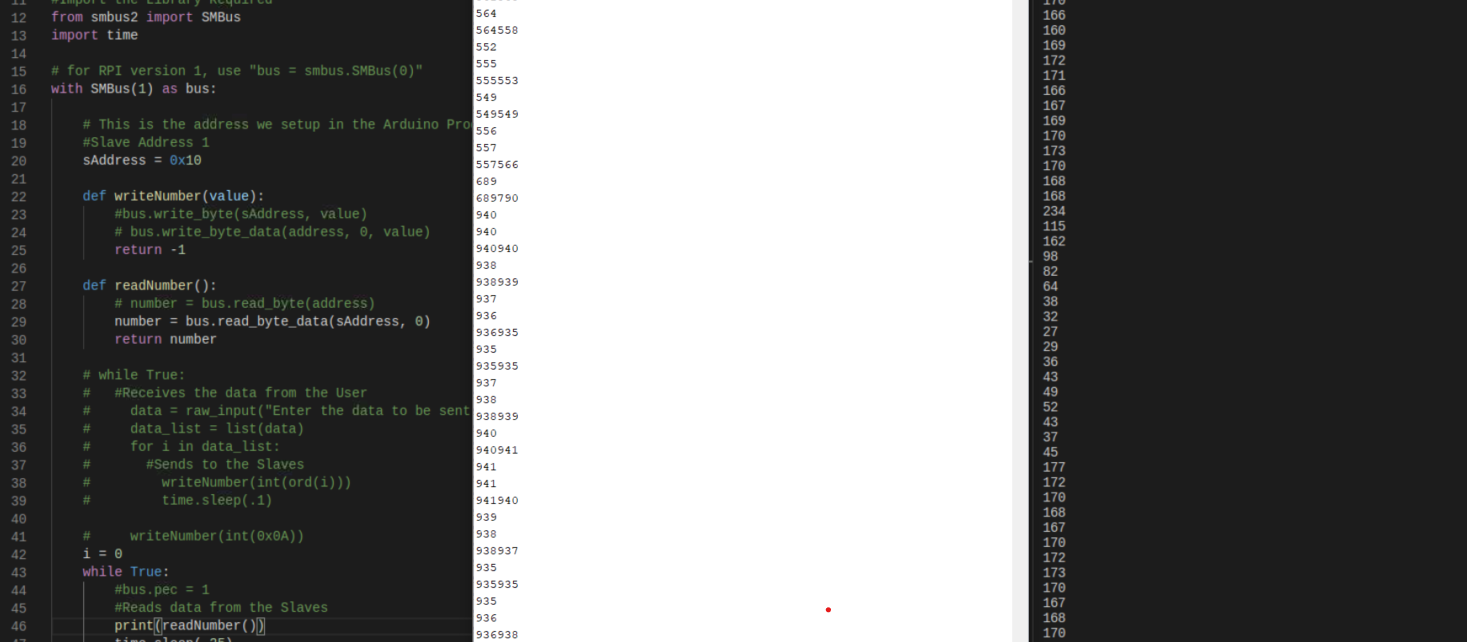 11 #Import the Library Required
12 from smbus2 import SMBus
13 import time
14
15 # for RPI version 1, use "bus = smbus.SMBus(0)"
16 with SMBus(1) as bus:
17
18 # This is the address we setup in the Arduino Pro
19 #Slave Address 1
20 sAddress = 0x10
21
22 def writeNumber(value):
23 #bus.write_byte(sAddress, value)
24 # bus.write_byte_data(address, 0, value)
25 return -1
26
27 def readNumber():
28 # number = bus.read_byte(address)
29 number = bus.read_byte_data(sAddress, 0)
30 return number
31
32 # while True:
33 # #Receives the data from the User
34 # data = raw_input("Enter the data to be sent
35 # data_list = list(data)
36 # for i in data_list:
37 # #Sends to the Slaves
38 # writeNumber(int(ord(i)))
39 # time.sleep(.1)
40
41 # writeNumber(int(0x0A))
42 i = 0
43 while True:
44 #bus.pec = 1
45 #Reads data from the Slaves
46 print(readNumber())
47 time.sleep(.25)
564
564558
552
555
555553
549
549549
556
557
557566
689
689790
940
940
940940
938
938939
937
936
936935
935
935935
937
938
938939
940
940941
941
941
941940
939
938
938937
935
935935
935
936
936938
170
166
160
169
172
171
166
167
169
170
173
170
168
168
234
115
162
98
82
64
38
32
27
29
36
43
49
52
43
37
45
177
172
170
168
167
170
172
173
170
167
168
170